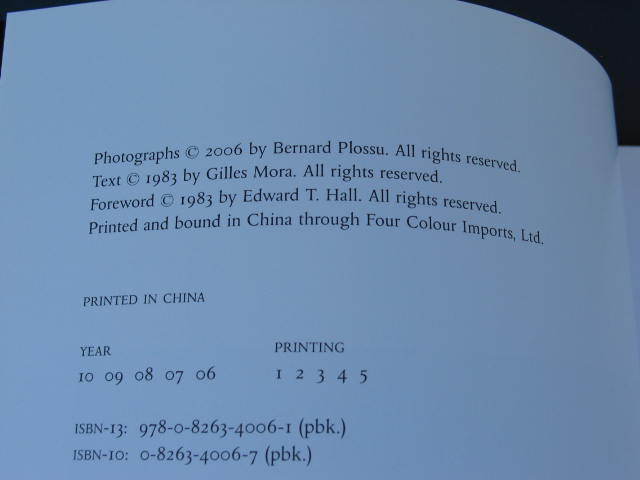 Photographs © 2006 by Bernard Plossu. All rights reserved.
Text © 1983 by Gilles Mora. All rights reserved.
Foreword © 1983 by Edward T. Hall. All rights reserved.
Printed and bound in China through Four Colour Imports, Ltd.
PRINTED IN CHINA
YEAR PRINTING
10 09 08 07 06 1 2 3 4 5
ISBN-13: 978-0-8263-4006-1 (pbk.)
ISBN-10: 0-8263-4006-7 (pbk.)